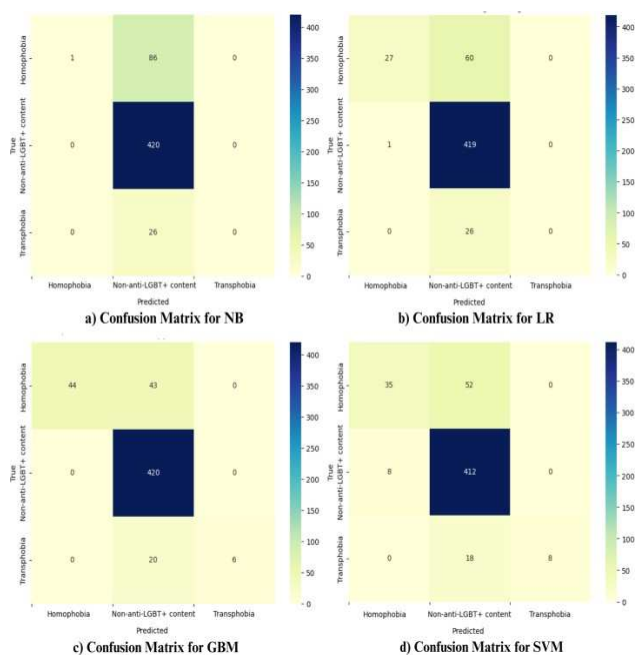 Homophobia
1
86
0
True
Non-anti-LGBT+ content
0
420
0
Transphobia
0
26
0
Homophobia
Non-anti-LGBT+ content
Transphobia
Predicted
400
350
300
250
200
150
100
50
0
a) Confusion Matrix for NB
Homophobia
27
60
0
True
Non-anti-LGBT+ content
1
419
0
Transphobia
0
26
0
Homophobia
Non-anti-LGBT+ content
Transphobia
Predicted
400
350
300
250
200
150
100
50
0
b) Confusion Matrix for LR
Homophobia
44
43
0
True
Non-anti-LGBT+ content
0
420
0
Transphobia
0
20
6
Homophobia
Non-anti-LGBT+ content
Transphobia
Predicted
400
350
300
250
200
150
100
50
0
c) Confusion Matrix for GBM
Homophobia
35
52
0
True
Non-anti-LGBT+ content
8
412
0
Transphobia
0
18
8
Homophobia
Non-anti-LGBT+ content
Transphobia
Predicted
400
350
300
250
200
150
100
50
0
d) Confusion Matrix for SVM